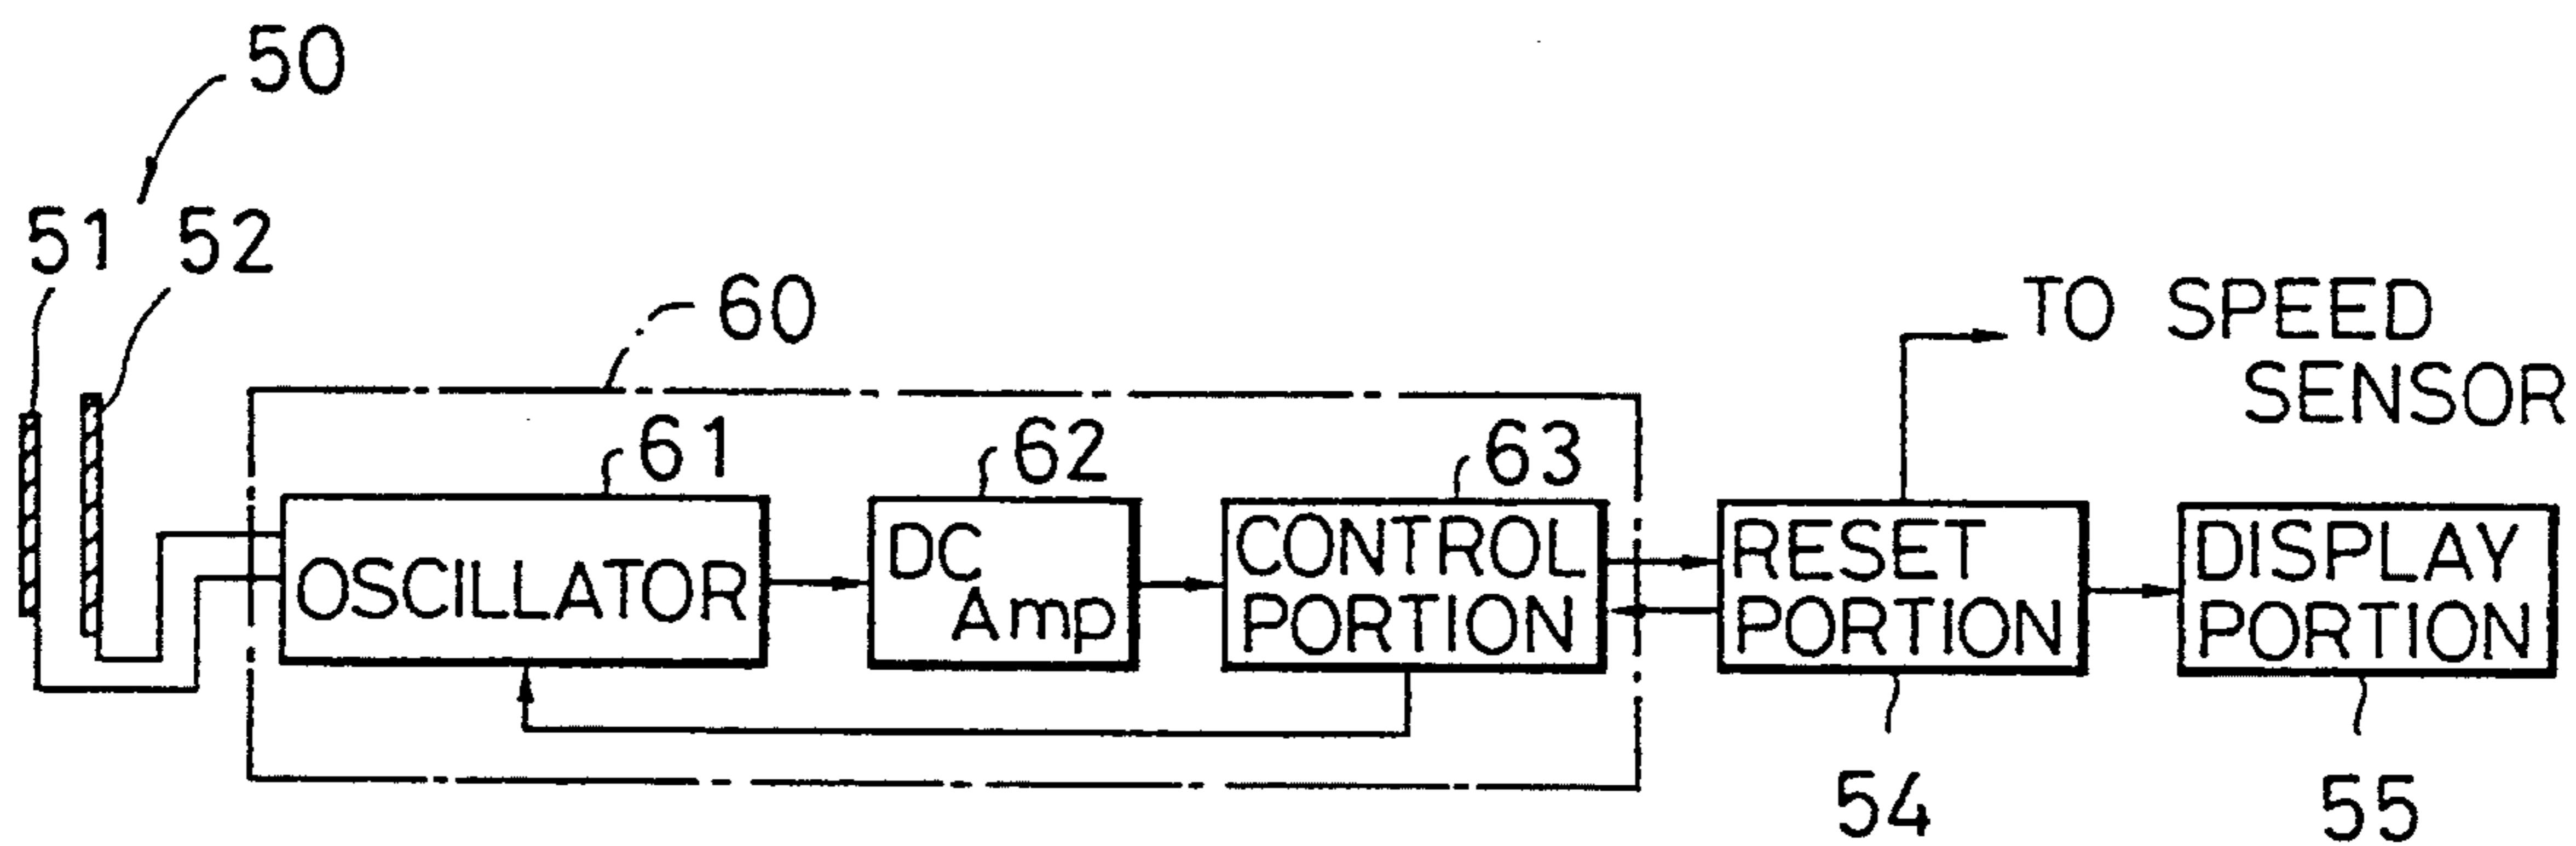 50
51 52
60
TO SPEED
SENSOR
61 62 63
OSCILLATOR
DC
Amp
CONTROL
PORTION
RESET
PORTION
DISPLAY
PORTION
54 55